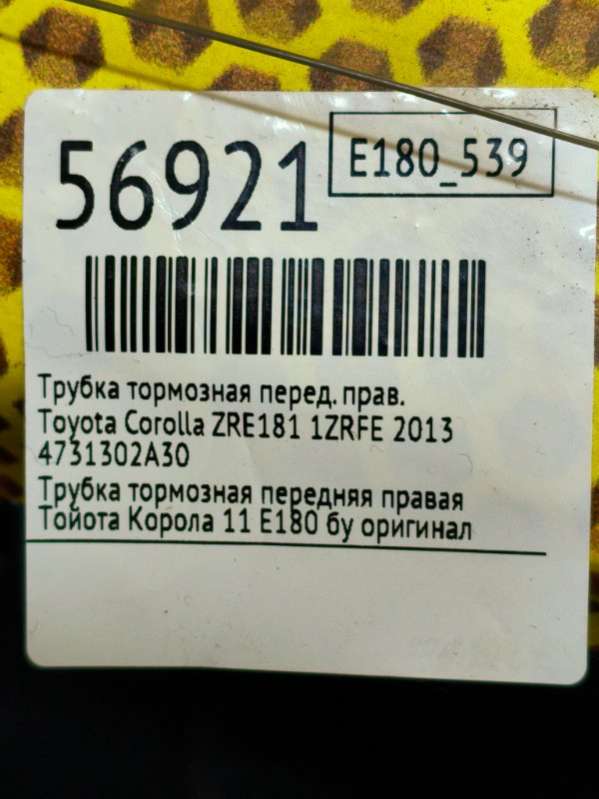 56921
E180_539
Трубка тормозная перед. прав.
Toyota Corolla ZRE181 1ZRFE 2013
4731302A30
Трубка тормозная передняя правая
Тойота Корола 11 Е180 бу оригинал